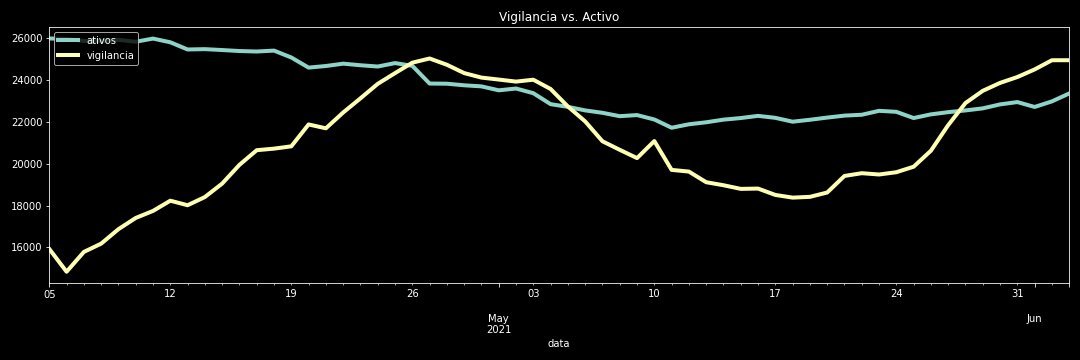 Vigilancia vs. Activo
ativos
vigilancia
26000
24000
22000
20000
18000
16000
05 12 19 26 03 10 17 24 31
May Jun
2021
data